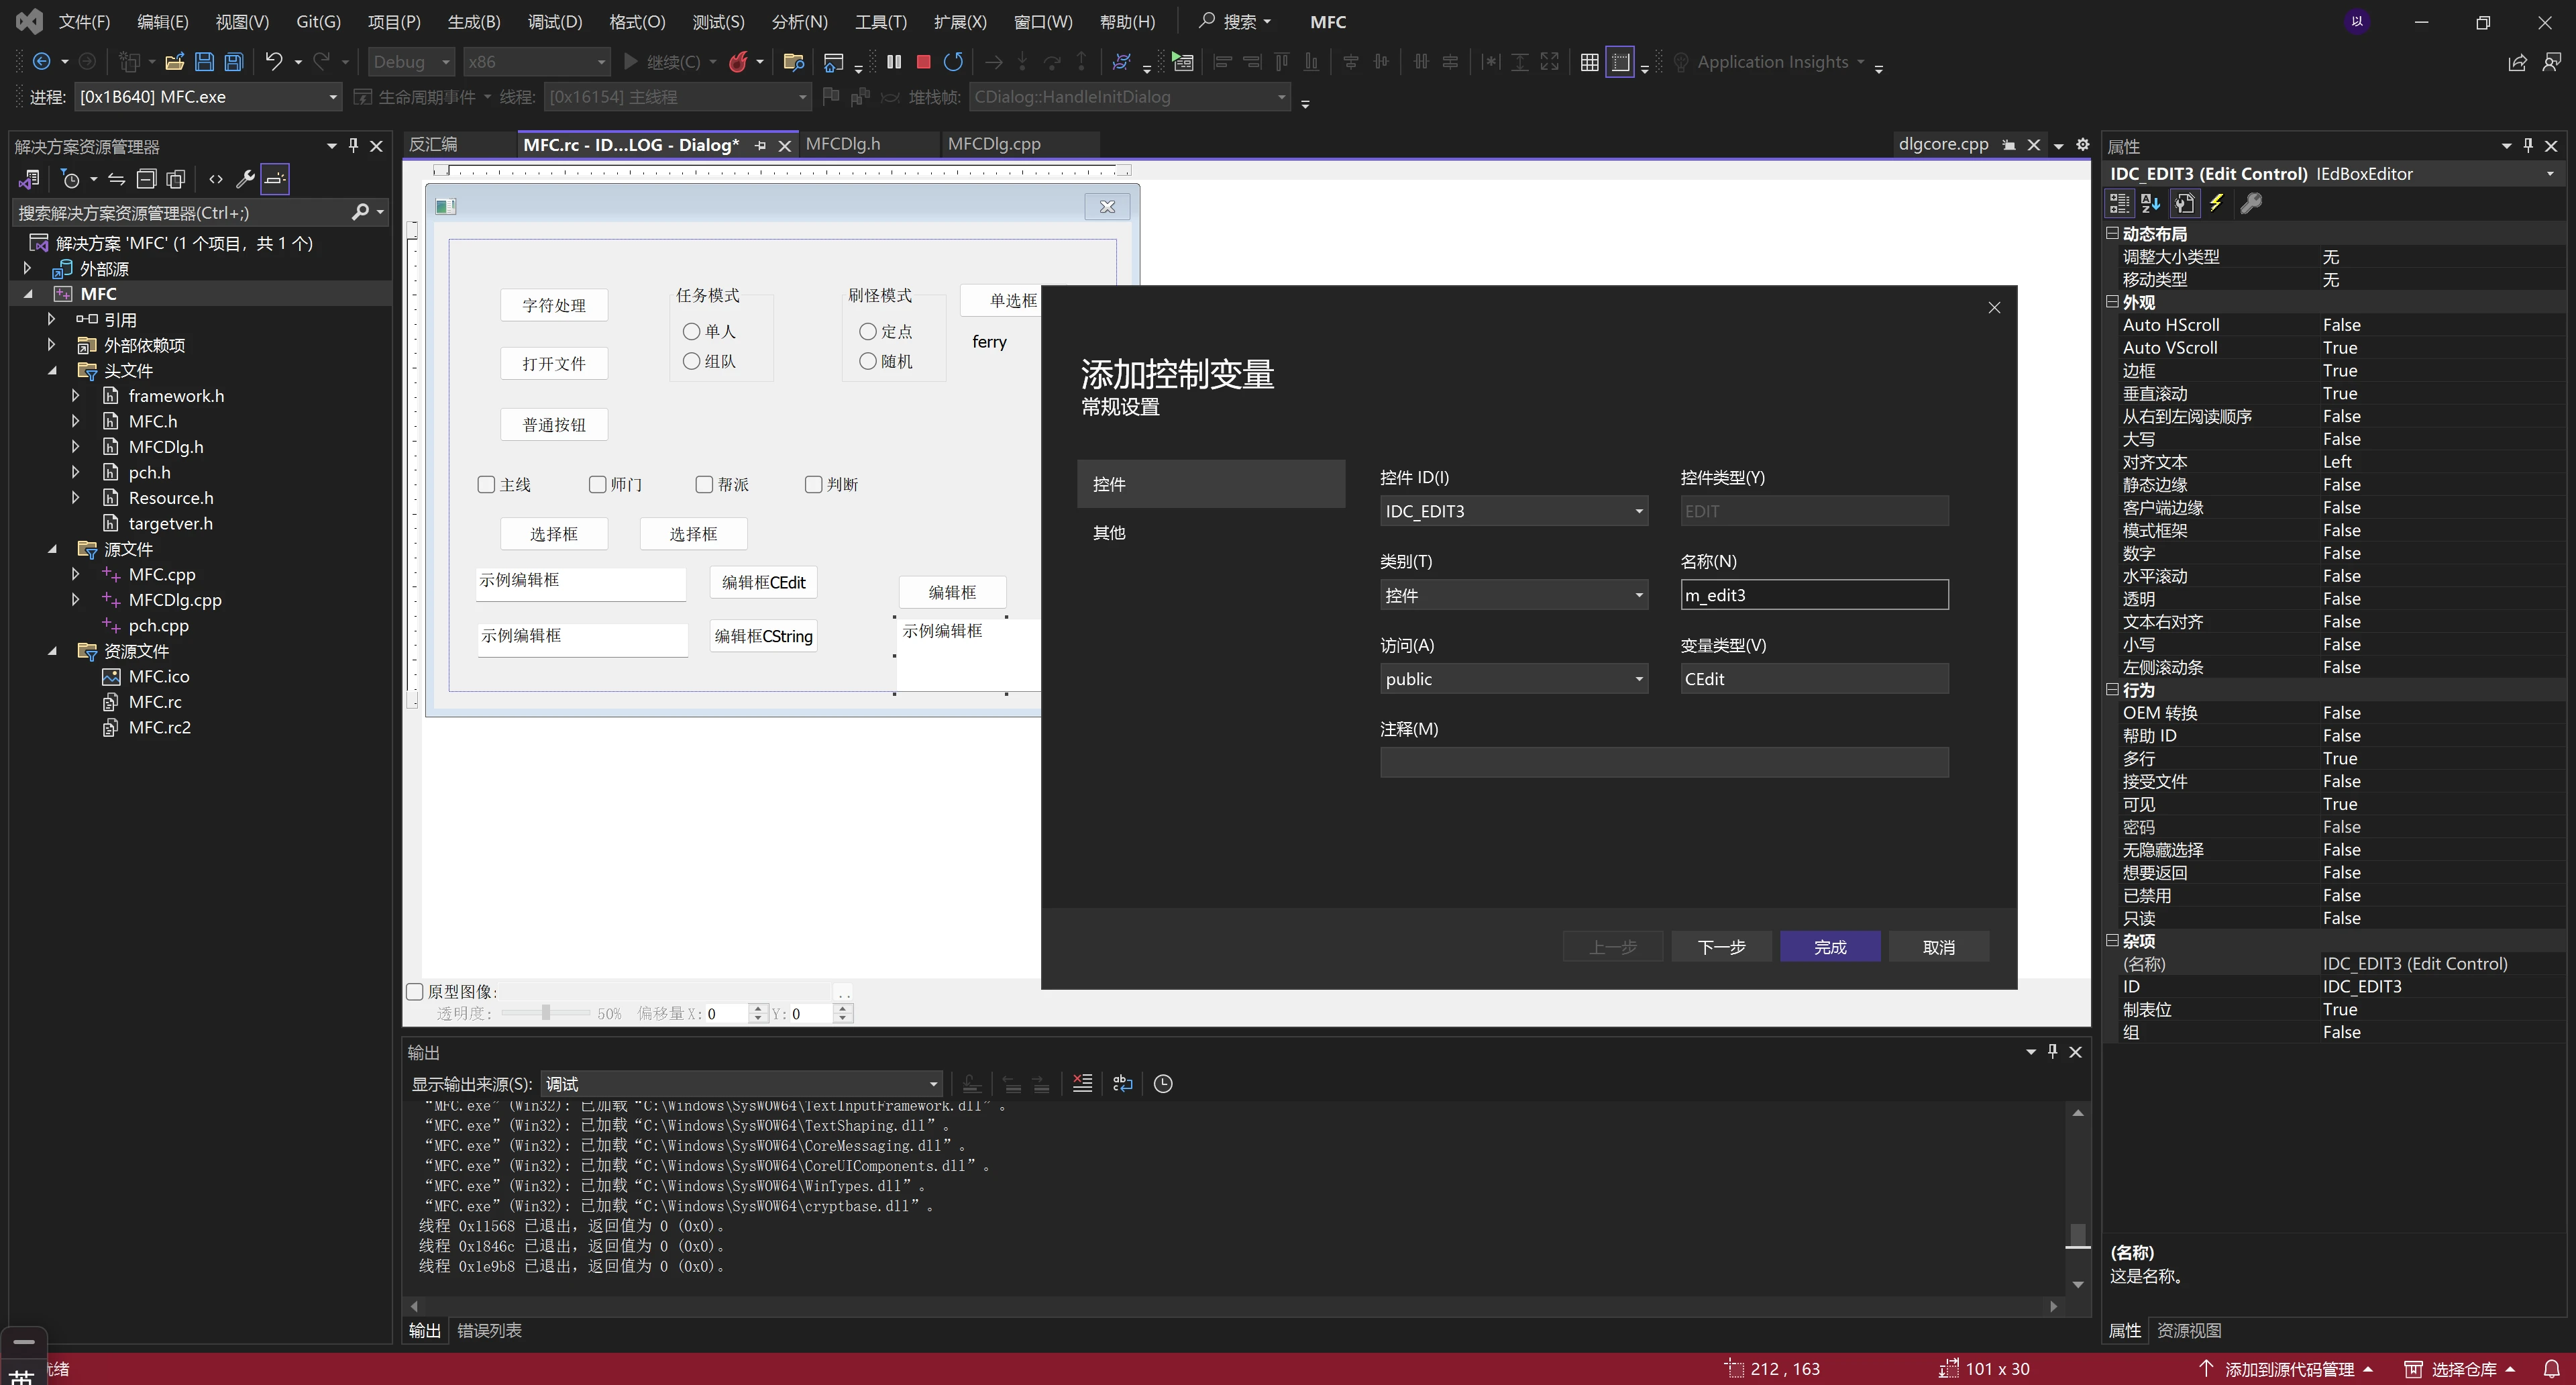 文件(F) 编辑(E) 视图(V) Git(G) 项目(P) 生成(B) 调试(D) 格式(O) 测试(S) 分析(N) 工具(T) 扩展(X) 窗口(W) 帮助(H) 搜索 MFC 以
Debug x86 继续(C) Application Insights
进程: [0x1B640] MFC.exe 生命周期事件 线程: [0x16154] 主线程 堆栈帧: CDialog::HandleInitDialog
解决方案资源管理器
搜索解决方案资源管理器(Ctrl+;)
解决方案 'MFC' (1 个项目，共 1 个)
外部源
MFC
引用
外部依赖项
头文件
framework.h
MFC.h
MFCDlg.h
pch.h
Resource.h
targetver.h
源文件
MFC.cpp
MFCDlg.cpp
pch.cpp
资源文件
MFC.ico
MFC.rc
MFC.rc2
反汇编 MFC.rc - ID...LOG - Dialog* MFCDlg.h MFCDlg.cpp dlgcore.cpp
字符处理 任务模式 刷怪模式 单选框
单人 定点 ferry
打开文件 组队 随机
普通按钮
主线 师门 帮派 判断
选择框 选择框
示例编辑框 编辑框CEdit 编辑框
示例编辑框 编辑框CString 示例编辑框
添加控制变量
常规设置
控件
其他
控件 ID(I) 控件类型(Y)
IDC_EDIT3 EDIT
类别(T) 名称(N)
控件 m_edit3
访问(A) 变量类型(V)
public CEdit
注释(M)
上一步 下一步 完成 取消
原型图像: ..
透明度: 50% 偏移量 X: 0 Y: 0
输出
显示输出来源(S): 调试
“MFC.exe”(Win32): 已加载“C:\Windows\SysWOW64\TextInputFramework.dll”。
“MFC.exe”(Win32): 已加载“C:\Windows\SysWOW64\TextShaping.dll”。
“MFC.exe”(Win32): 已加载“C:\Windows\SysWOW64\CoreMessaging.dll”。
“MFC.exe”(Win32): 已加载“C:\Windows\SysWOW64\CoreUIComponents.dll”。
“MFC.exe”(Win32): 已加载“C:\Windows\SysWOW64\WinTypes.dll”。
“MFC.exe”(Win32): 已加载“C:\Windows\SysWOW64\cryptbase.dll”。
线程 0x11568 已退出，返回值为 0 (0x0)。
线程 0x1846c 已退出，返回值为 0 (0x0)。
线程 0x1e9b8 已退出，返回值为 0 (0x0)。
输出 错误列表
属性
IDC_EDIT3 (Edit Control) IEdBoxEditor
动态布局
调整大小类型 无
移动类型 无
外观
Auto HScroll False
Auto VScroll True
边框 True
垂直滚动 True
从右到左阅读顺序 False
大写 False
对齐文本 Left
静态边缘 False
客户端边缘 False
模式框架 False
数字 False
水平滚动 False
透明 False
文本右对齐 False
小写 False
左侧滚动条 False
行为
OEM 转换 False
帮助 ID False
多行 True
接受文件 False
可见 True
密码 False
无隐藏选择 False
想要返回 False
已禁用 False
只读 False
杂项
(名称) IDC_EDIT3 (Edit Control)
ID IDC_EDIT3
制表位 True
组 False
(名称)
这是名称。
属性 资源视图
绪 212 , 163 101 x 30 添加到源代码管理 选择仓库
英